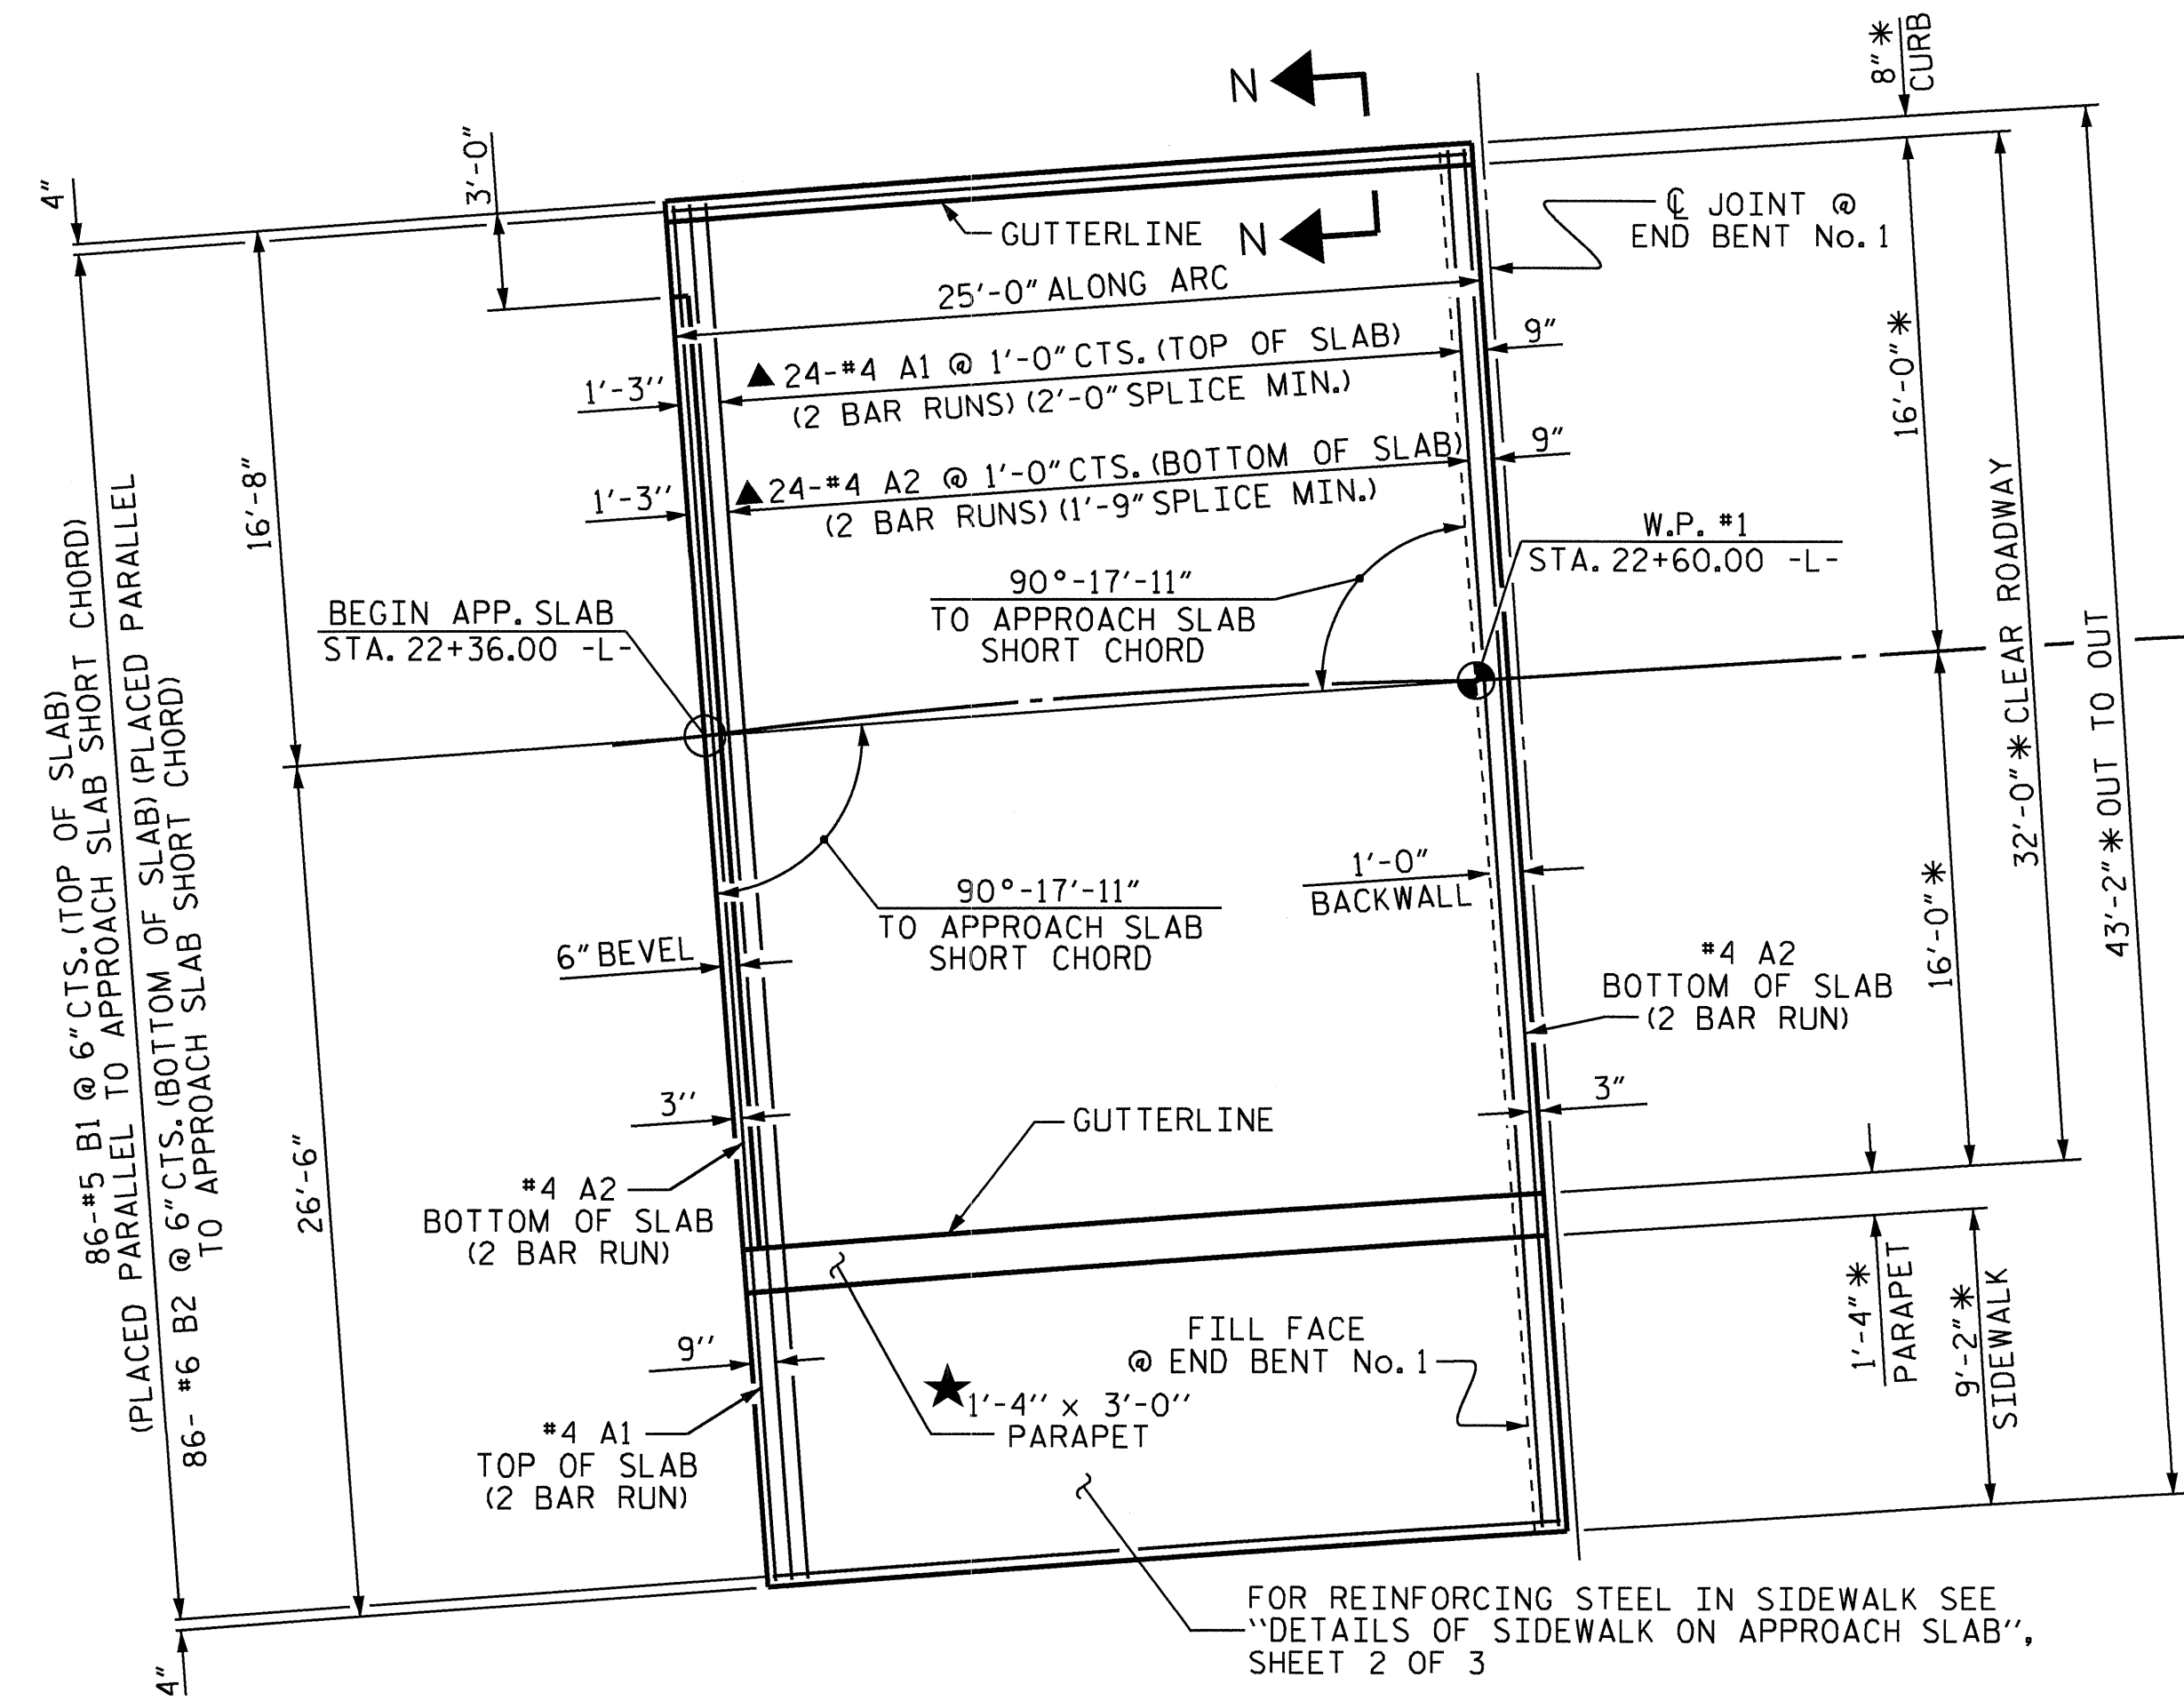 8"*
CURB
N
4"
3'-0"
℄ JOINT @
END BENT No. 1
GUTTERLINE
N
25'-0" ALONG ARC
16'-0"*
9"
▲ 24-#4 A1 @ 1'-0" CTS. (TOP OF SLAB)
(2 BAR RUNS) (2'-0" SPLICE MIN.)
1'-3''
9"
▲ 24-#4 A2 @ 1'-0" CTS. (BOTTOM OF SLAB)
(2 BAR RUNS) (1'-9" SPLICE MIN.)
1'-3''
16'-8"
W.P. #1
STA. 22+60.00 -L-
90°-17'-11"
TO APPROACH SLAB
SHORT CHORD
BEGIN APP. SLAB
STA. 22+36.00 -L-
32'-0"* CLEAR ROADWAY
43'-2"* OUT TO OUT
86-#5 B1 @ 6" CTS. (TOP OF SLAB)
(PLACED PARALLEL TO APPROACH SLAB SHORT CHORD)
86- #6 B2 @ 6" CTS. (BOTTOM OF SLAB) (PLACED PARALLEL
TO APPROACH SLAB SHORT CHORD)
1'-0"
BACKWALL
90°-17'-11"
TO APPROACH SLAB
SHORT CHORD
6" BEVEL
16'-0"*
#4 A2
BOTTOM OF SLAB
(2 BAR RUN)
3''
3"
GUTTERLINE
26'-6"
#4 A2
BOTTOM OF SLAB
(2 BAR RUN)
1'-4"*
PARAPET
9'-2"*
SIDEWALK
9''
FILL FACE
@ END BENT No. 1
★ 1'-4'' x 3'-0''
PARAPET
#4 A1
TOP OF SLAB
(2 BAR RUN)
4"
FOR REINFORCING STEEL IN SIDEWALK SEE
''DETAILS OF SIDEWALK ON APPROACH SLAB'',
SHEET 2 OF 3